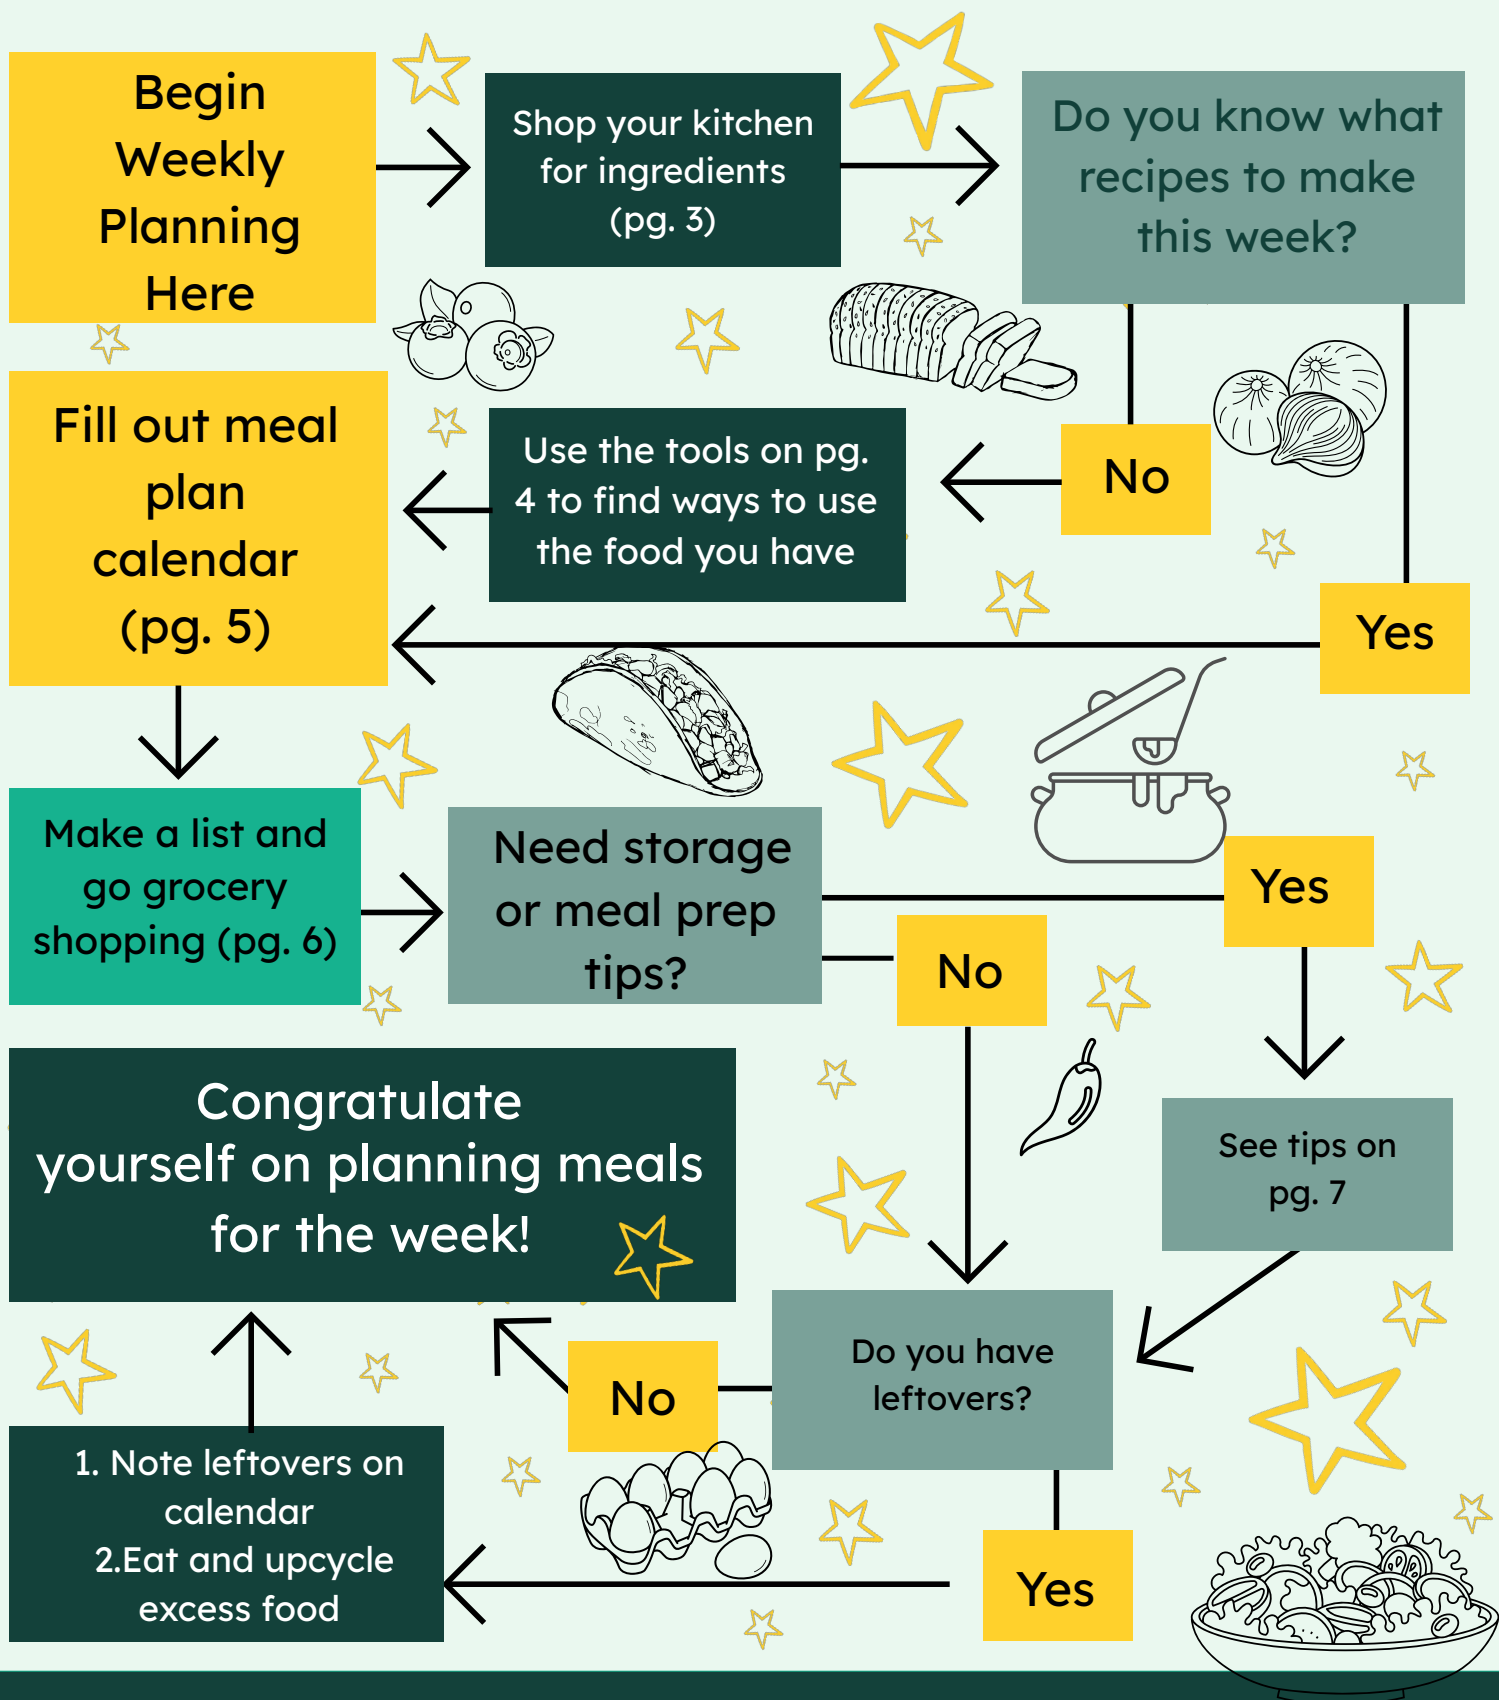 Begin
Weekly
Planning
Here
Shop your kitchen
for ingredients
(pg. 3)
Do you know what
recipes to make
this week?
No
Use the tools on pg.
4 to find ways to use
the food you have
Fill out meal
plan
calendar
(pg. 5)
Yes
Make a list and
go grocery
shopping (pg. 6)
Need storage
or meal prep
tips?
Yes
No
See tips on
pg. 7
Congratulate
yourself on planning meals
for the week!
Do you have
leftovers?
No
Yes
1. Note leftovers on
calendar
2.Eat and upcycle
excess food